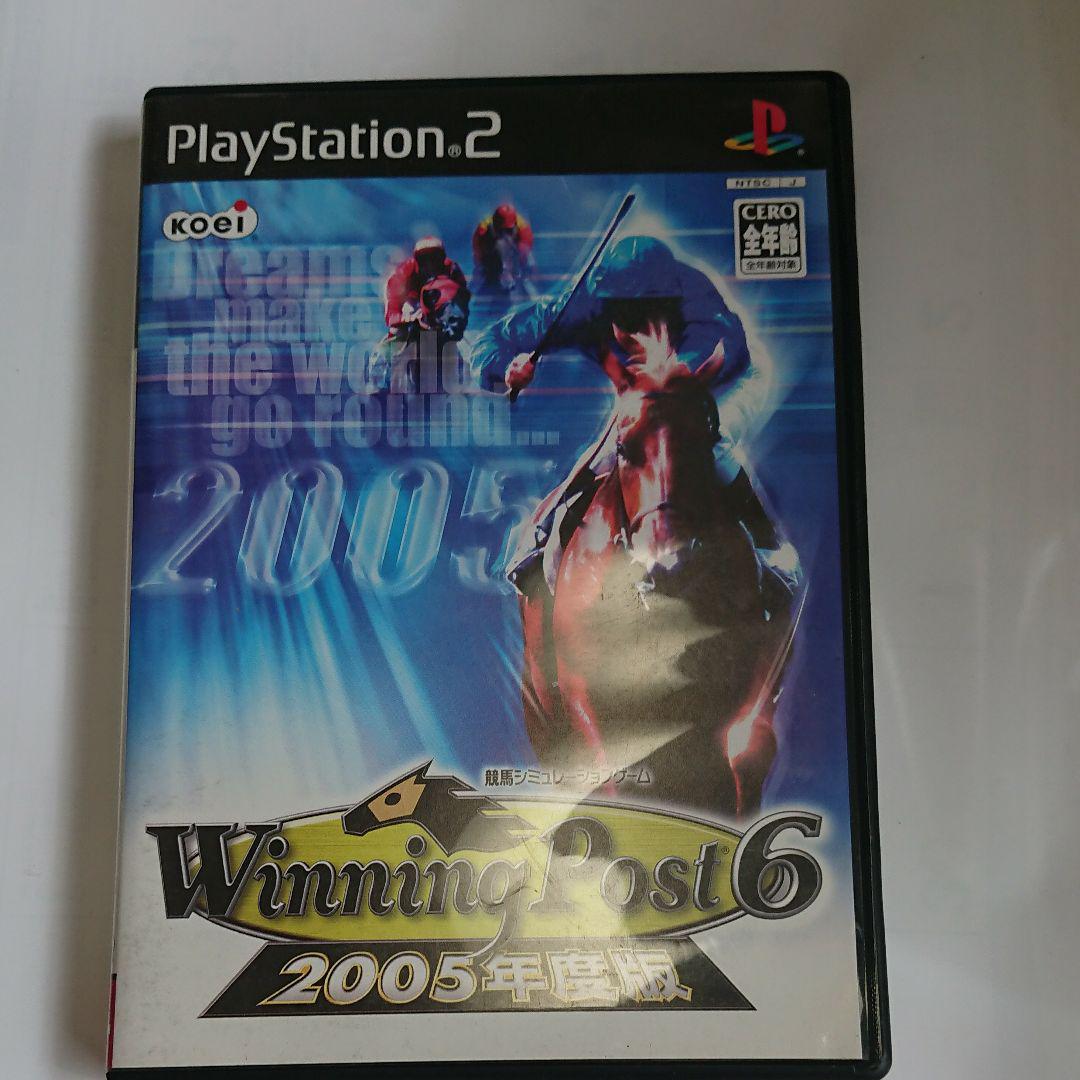 PlayStation®2
NTSC J
KOEI
CERO
全年齢
全年齢対象
Dreams
make
the world
go round...
2005
競馬シミュレーションゲーム
Winning Post® 6
2005年度版